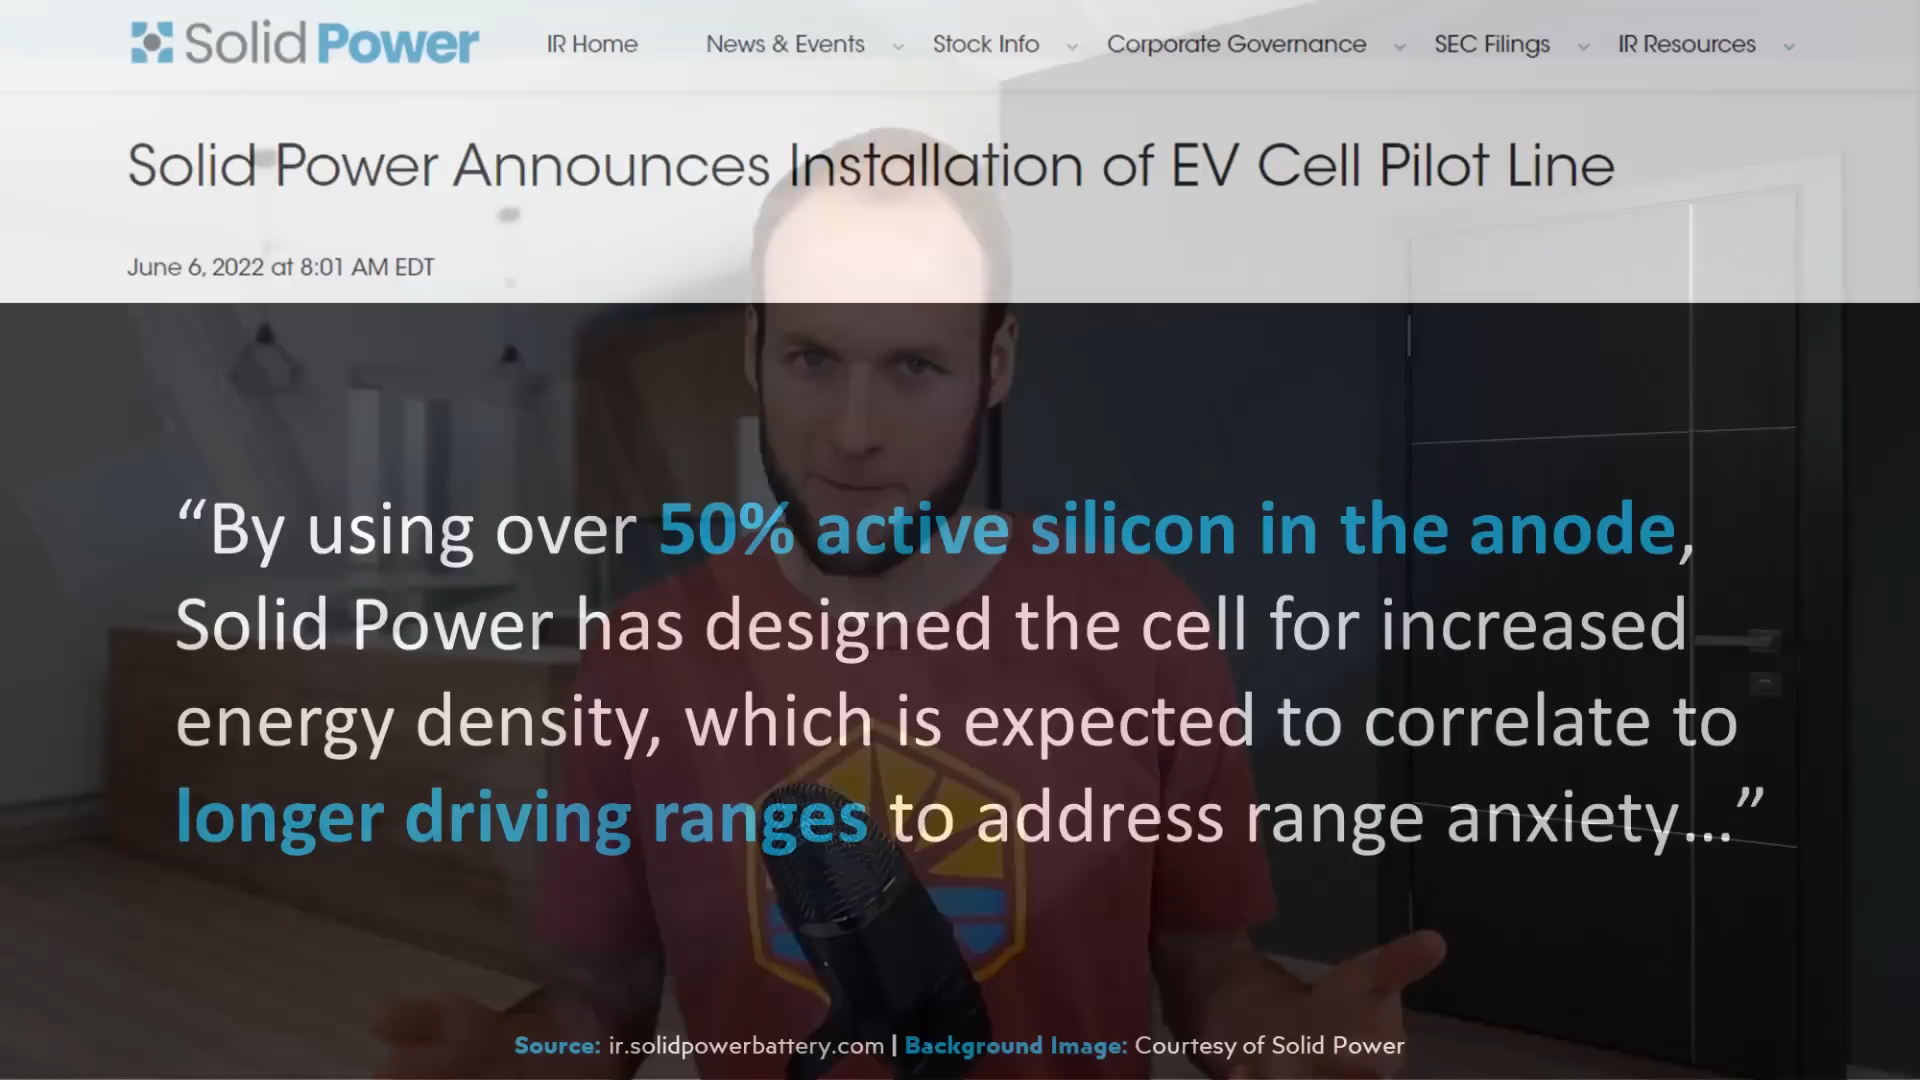 Solid Power
IR Home News & Events Stock Info Corporate Governance SEC Filings IR Resources
Solid Power Announces Installation of EV Cell Pilot Line
June 6, 2022 at 8:01 AM EDT
“By using over 50% active silicon in the anode,
Solid Power has designed the cell for increased
energy density, which is expected to correlate to
longer driving ranges to address range anxiety...”
Source: ir.solidpowerbattery.com | Background Image: Courtesy of Solid Power